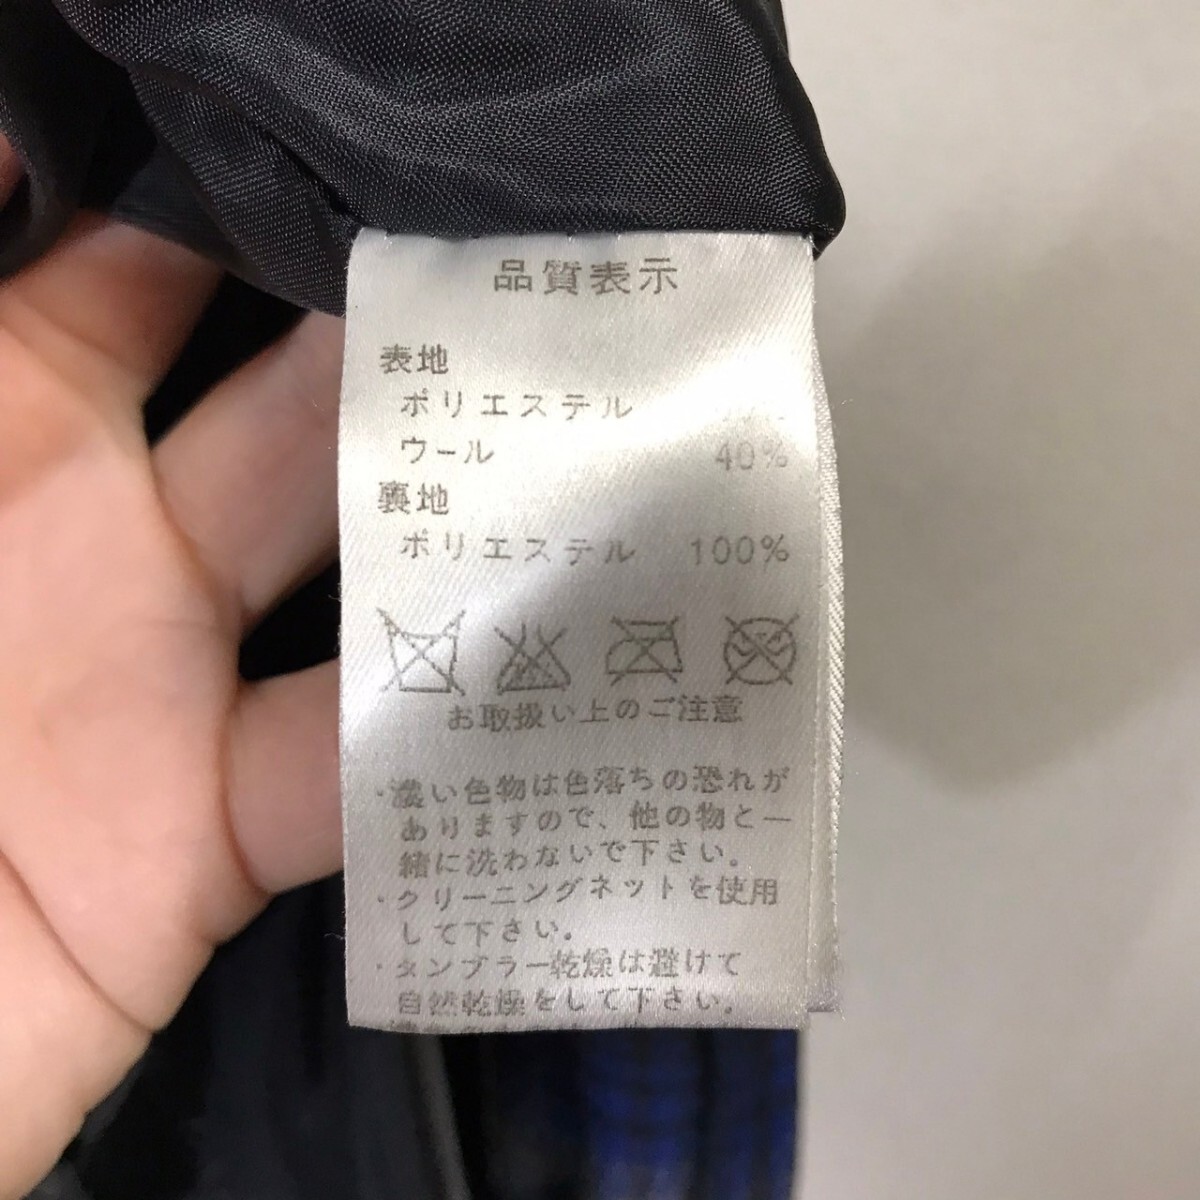 品質表示
表地
ポリエステル
ウール 40%
裏地
ポリエステル 100%
お取扱い上のご注意
・濃い色物は色落ちの恐れが
ありますので、他の物と一
緒に洗わないで下さい。
・クリーニングネットを使用
して下さい。
・タンブラー乾燥は避けて
自然乾燥をして下さい。